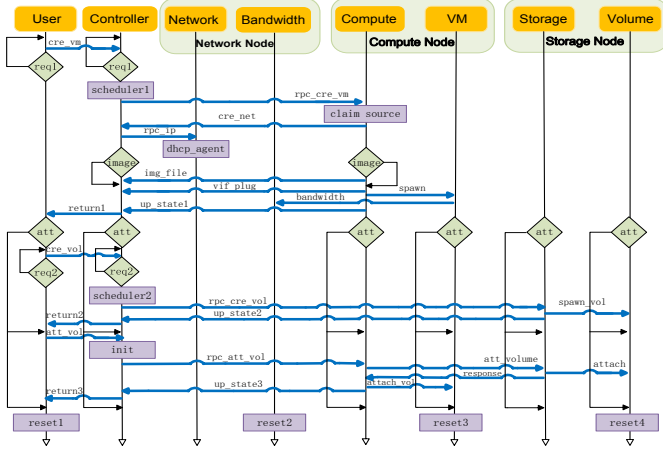 User Controller Network Bandwidth Compute VM Storage Volume
Network Node Compute Node Storage Node
cre_vm
req1 req1
scheduler1
rpc_cre_vm
claim source
cre_net
rpc_ip
dhcp_agent
image image
img_file
vif plug
spawn
bandwidth
return1
up_state1
att att att att att att
cre_vol
req2 req2
scheduler2
rpc_cre_vol
spawn_vol
return2
up_state2
att_vol
init
rpc_att_vol
att_volume
attach
response
return3
up_state3
attach_vol
reset1 reset2 reset3 reset4